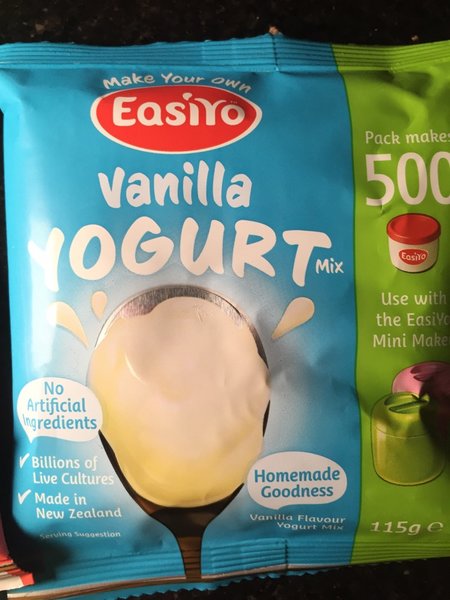 Make Your Own
EasiYo
Vanilla
YOGURT Mix
No
Artificial
Ingredients
✓ Billions of
Live Cultures
✓ Made in
New Zealand
Serving Suggestion
Homemade
Goodness
Vanilla Flavour
Yogurt Mix
Pack makes
500
EasiYo
Use with
the EasiYo
Mini Maker
115g e